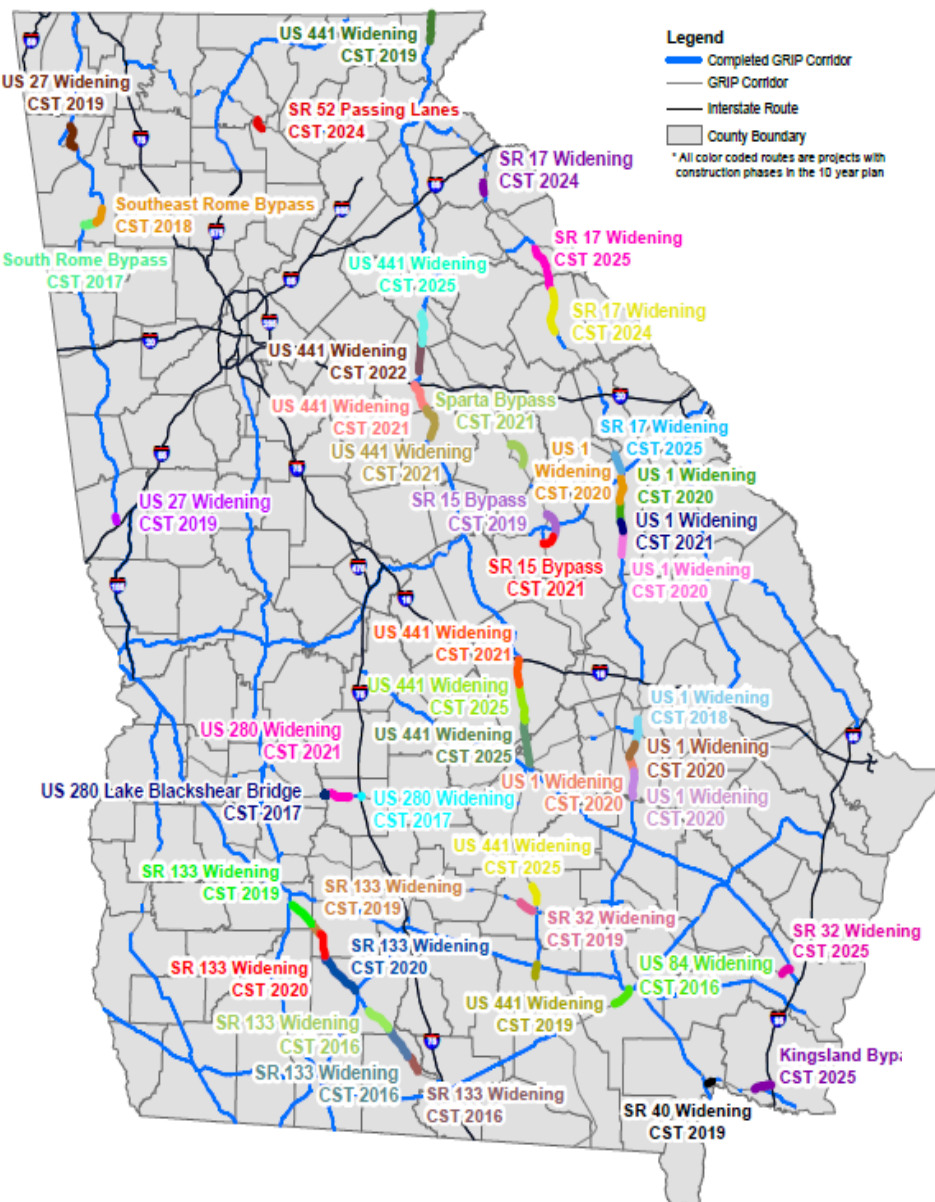 US 441 Widening
CST 2019
Legend
Completed GRIP Corridor
GRIP Corridor
Interstate Route
County Boundary
* All color coded routes are projects with
construction phases in the 10 year plan
US 27 Widening
CST 2019
SR 52 Passing Lanes
CST 2024
SR 17 Widening
CST 2024
Southeast Rome Bypass
CST 2018
South Rome Bypass
CST 2017
SR 17 Widening
CST 2025
US 441 Widening
CST 2025
SR 17 Widening
CST 2024
US 441 Widening
CST 2022
US 441 Widening
CST 2021
Sparta Bypass
CST 2021
SR 17 Widening
CST 2025
US 441 Widening
CST 2021
US 1
Widening
CST 2020
US 1 Widening
CST 2020
US 27 Widening
CST 2019
SR 15 Bypass
CST 2019
US 1 Widening
CST 2021
SR 15 Bypass
CST 2021
US 1 Widening
CST 2020
US 441 Widening
CST 2021
US 441 Widening
CST 2025
US 1 Widening
CST 2018
US 280 Widening
CST 2021
US 441 Widening
CST 2025
US 1 Widening
CST 2020
US 280 Lake Blackshear Bridge
CST 2017
US 280 Widening
CST 2017
US 1 Widening
CST 2020
US 1 Widening
CST 2020
US 441 Widening
CST 2025
SR 133 Widening
CST 2019
SR 133 Widening
CST 2019
SR 32 Widening
CST 2019
SR 32 Widening
CST 2025
SR 133 Widening
CST 2020
SR 133 Widening
CST 2020
US 84 Widening
CST 2016
US 441 Widening
CST 2019
SR 133 Widening
CST 2016
Kingsland Bypa
CST 2025
SR 133 Widening
CST 2016
SR 133 Widening
CST 2016
SR 40 Widening
CST 2019